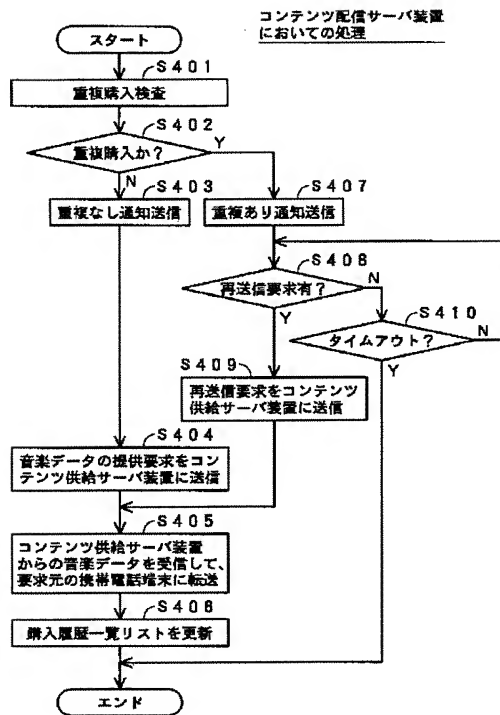 コンテンツ配信サーバ装置
においての処理
スタート
S401
重複購入検査
S402
重複購入か?
Y
N
S403
重複なし通知送信
S407
重複あり通知送信
S408
再送信要求有?
N
Y
S410
タイムアウト?
N
Y
S409
再送信要求をコンテンツ
供給サーバ装置に送信
S404
音楽データの提供要求をコン
テンツ供給サーバ装置に送信
S405
コンテンツ供給サーバ装置
からの音楽データを受信して、
要求元の携帯電話端末に転送
S406
購入履歴一覧リストを更新
エンド